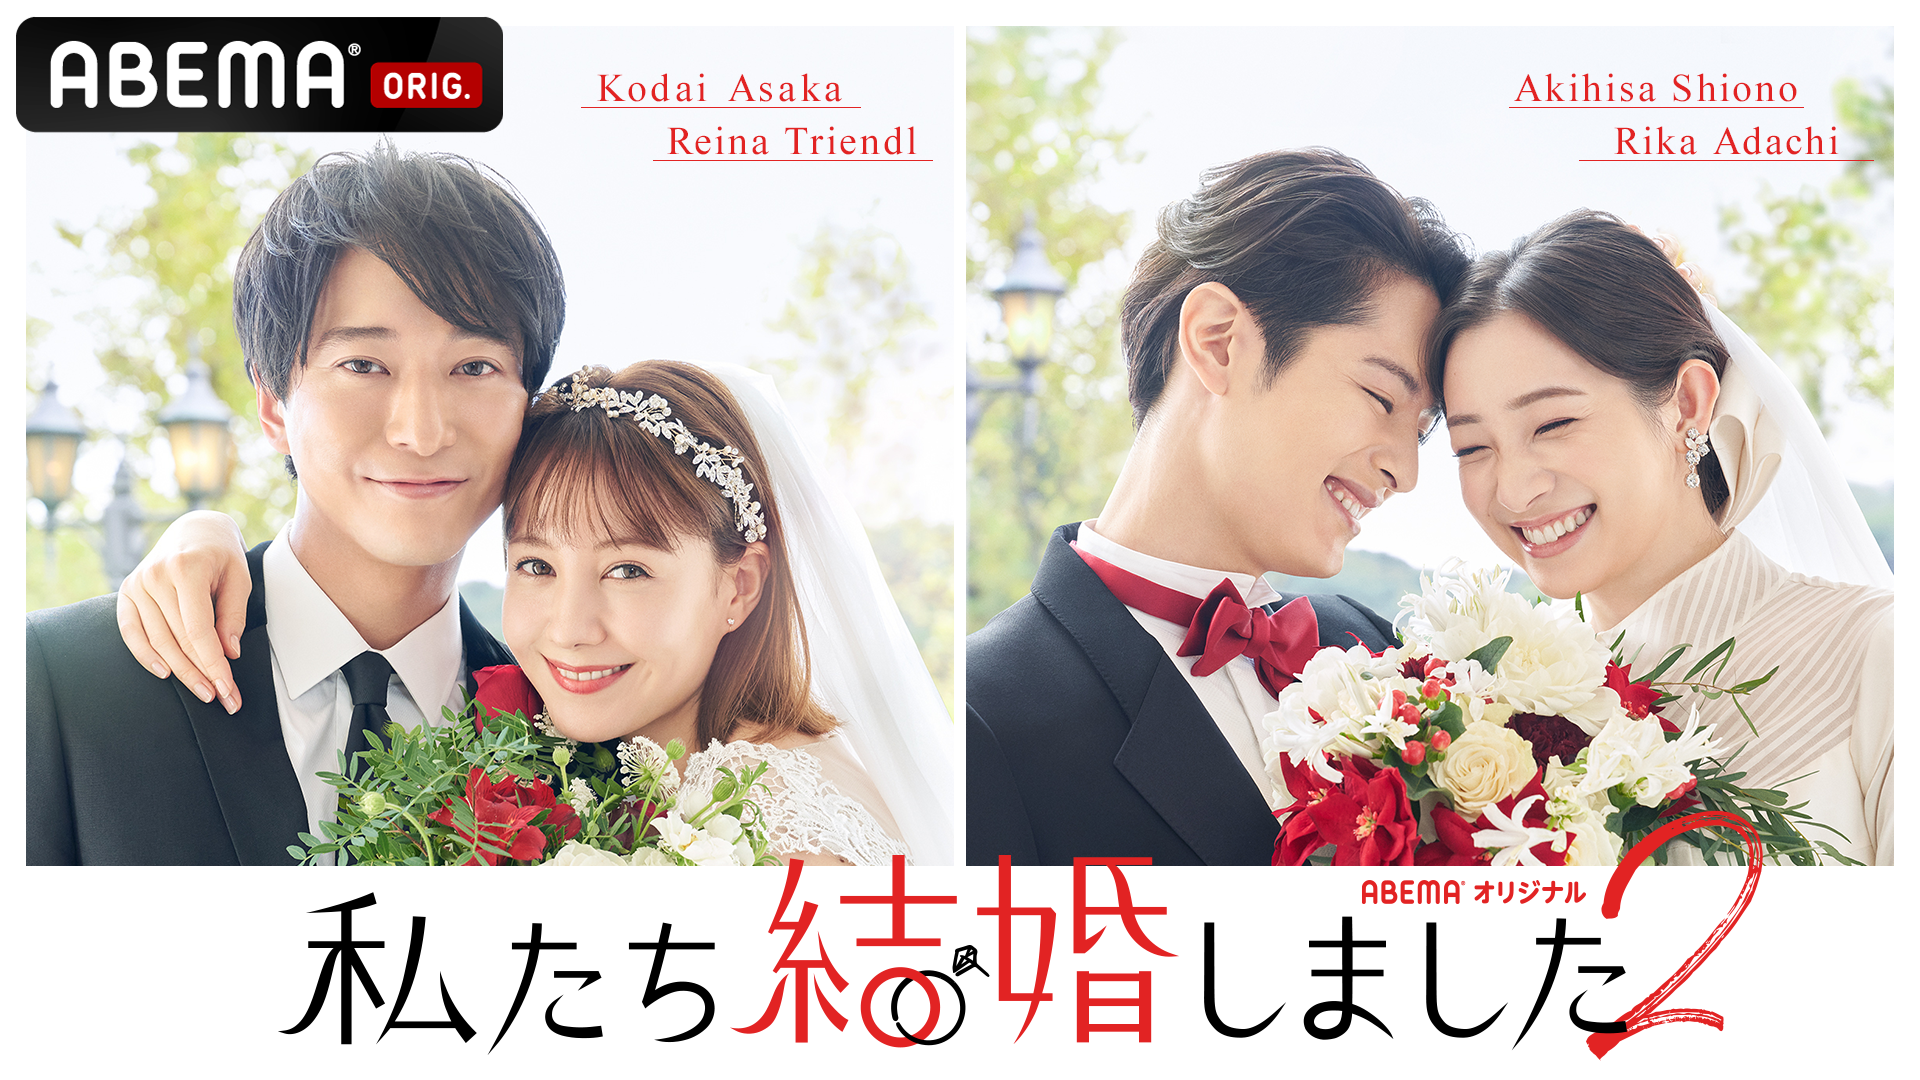 ABEMA® ORIG.
Kodai Asaka
Reina Triendl
Akihisa Shiono
Rika Adachi
ABEMA® オリジナル
私たち結婚しました2